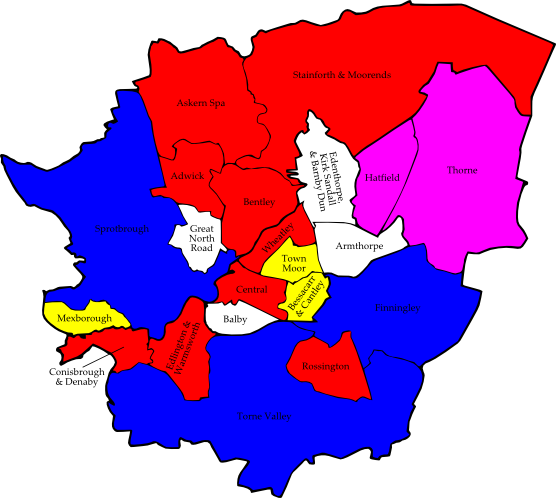 Stainforth & Moorends
Askern Spa
Edenthorpe,
Kirk Sandall
& Barnby Dun
Adwick
Hatfield
Thorne
Bentley
Sprotbrough
Great
North
Road
Wheatley
Armthorpe
Town
Moor
Central
Bessacarr
& Cantley
Finningley
Mexborough
Balby
Edlington &
Warmsworth
Conisbrough
& Denaby
Rossington
Torne Valley